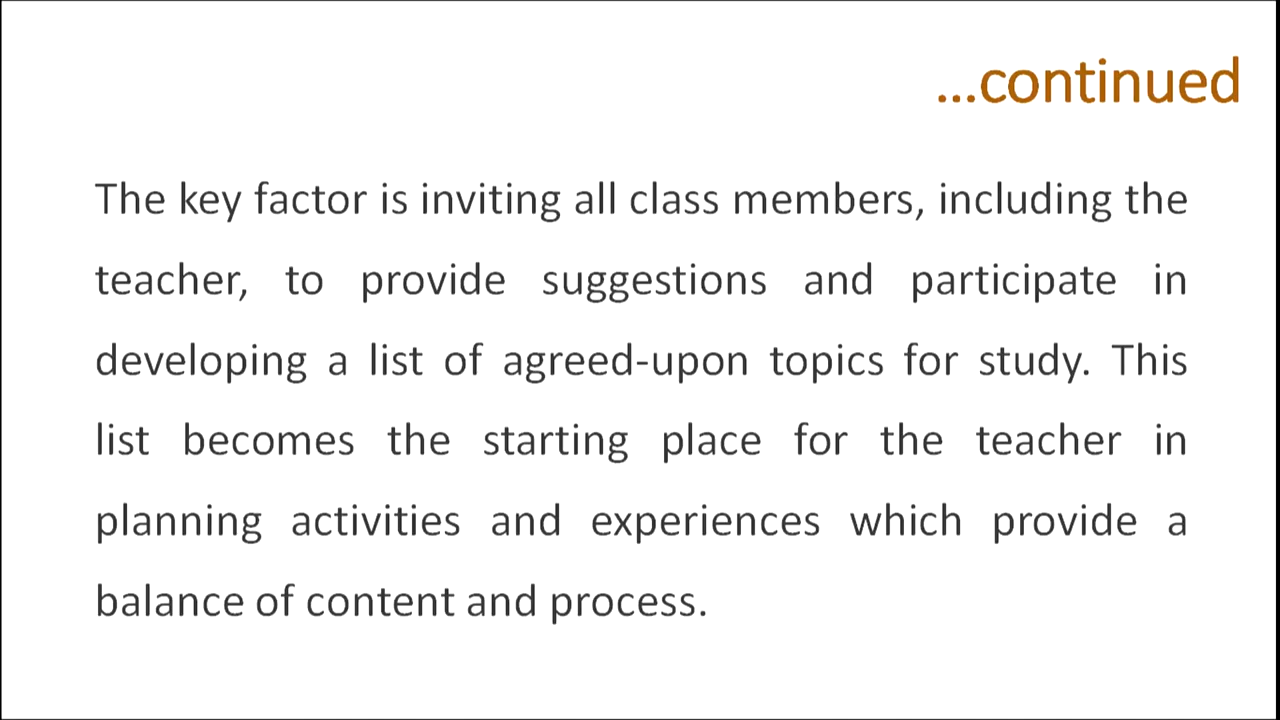 ...continued
The key factor is inviting all class members, including the
teacher, to provide suggestions and participate in
developing a list of agreed-upon topics for study. This
list becomes the starting place for the teacher in
planning activities and experiences which provide a
balance of content and process.